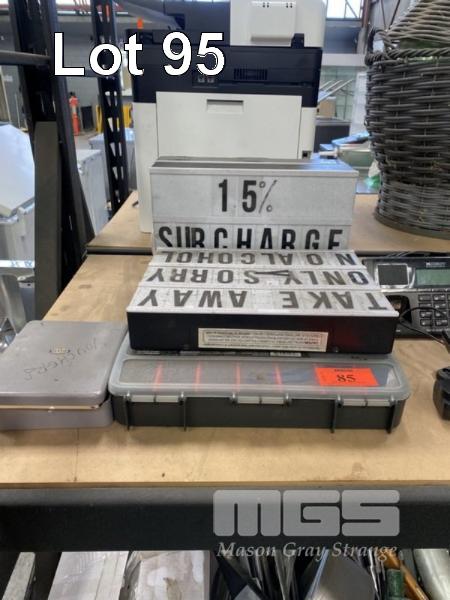 Lot 95
15%
SURCHARGE
NO ALCOHOL
ONLY SORRY
TAKE AWAY
85
MGS
Mason Gray Strange